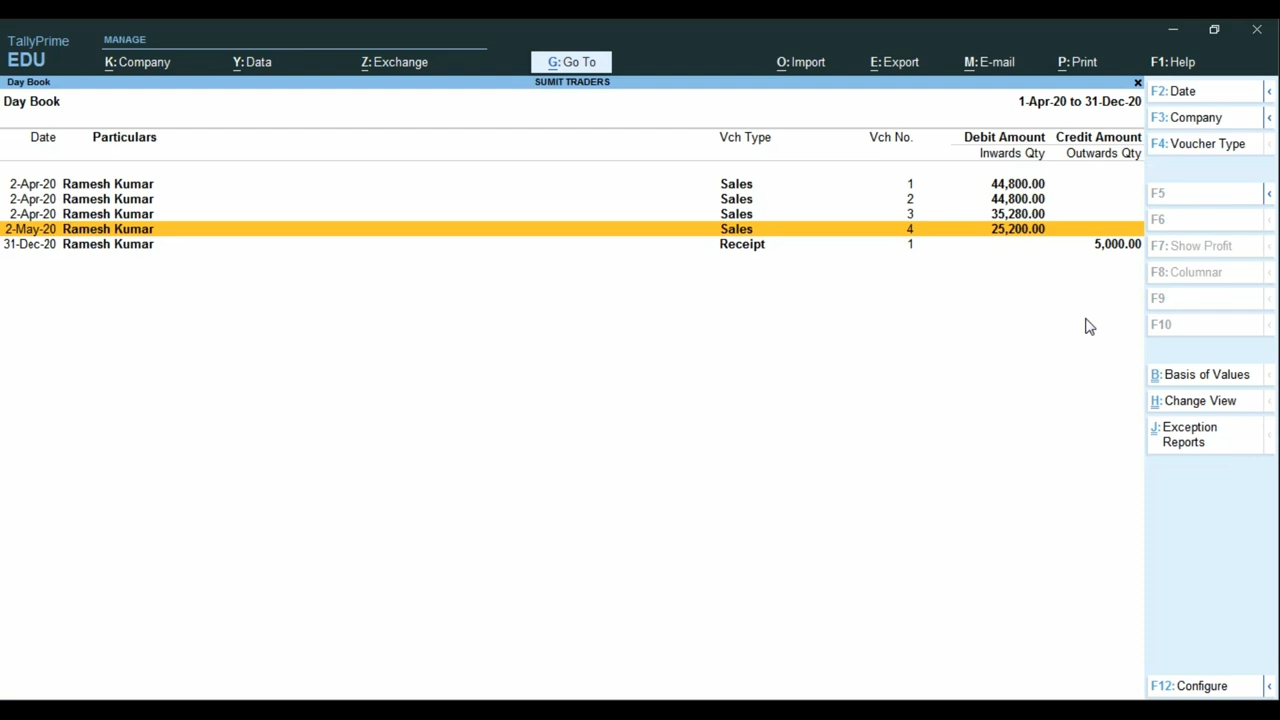 TallyPrime
EDU
MANAGE
K: Company Y: Data Z: Exchange G: Go To O: Import E: Export M: E-mail P: Print F1: Help
Day Book SUMIT TRADERS
Day Book 1-Apr-20 to 31-Dec-20
Date Particulars Vch Type Vch No. Debit Amount Credit Amount
Inwards Qty Outwards Qty
2-Apr-20 Ramesh Kumar Sales 1 44,800.00
2-Apr-20 Ramesh Kumar Sales 2 44,800.00
2-Apr-20 Ramesh Kumar Sales 3 35,280.00
2-May-20 Ramesh Kumar Sales 4 25,200.00
31-Dec-20 Ramesh Kumar Receipt 1 5,000.00
F2: Date
F3: Company
F4: Voucher Type
F5
F6
F7: Show Profit
F8: Columnar
F9
F10
B: Basis of Values
H: Change View
J: Exception
Reports
F12: Configure